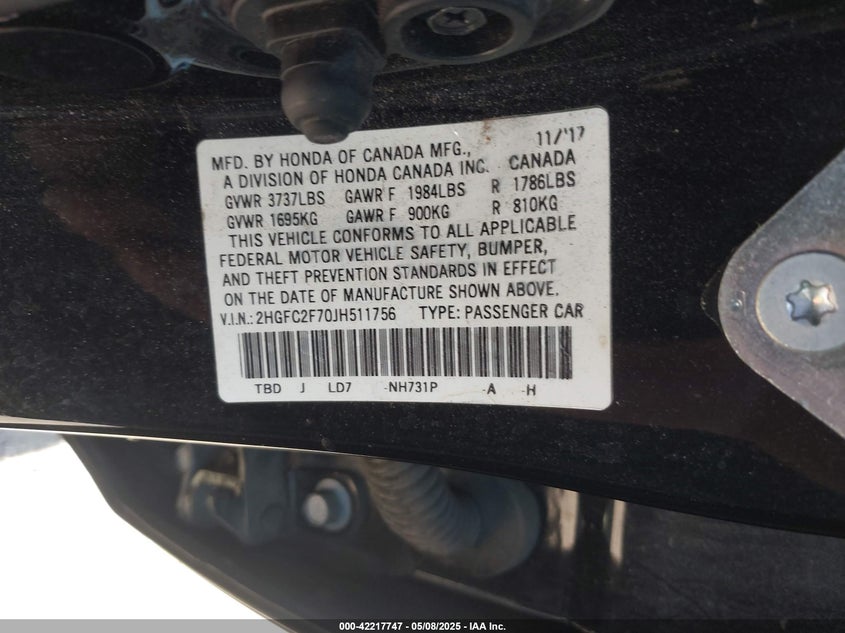 11/'17
MFD. BY HONDA OF CANADA MFG.,
A DIVISION OF HONDA CANADA INC. CANADA
GVWR 3737LBS GAWR F 1984LBS R 1786LBS
GVWR 1695KG GAWR F 900KG R 810KG
THIS VEHICLE CONFORMS TO ALL APPLICABLE
FEDERAL MOTOR VEHICLE SAFETY, BUMPER,
AND THEFT PREVENTION STANDARDS IN EFFECT
ON THE DATE OF MANUFACTURE SHOWN ABOVE.
V.I.N.: 2HGFC2F70JH511756 TYPE: PASSENGER CAR
TBD J LD7 -NH731P -A -H
000-42217747 - 05/08/2025 - IAA Inc.